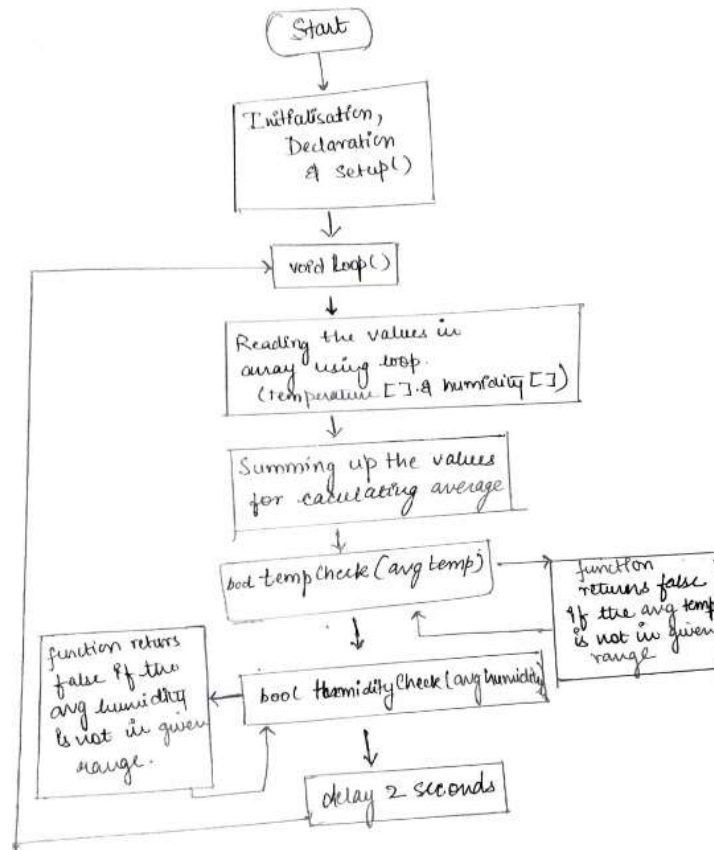 Start
Initialisation,
Declaration
& setup()
void loop()
Reading the values in
array using loop.
(temperature [] & humidity [])
Summing up the values
for calculating average
bool tempCheck (avg temp)
function
returns false
if the avg temp
is not in given
range
bool HumidityCheck (avg humidity)
function returs
false if the
avg humidity
is not in given
range.
delay 2 seconds